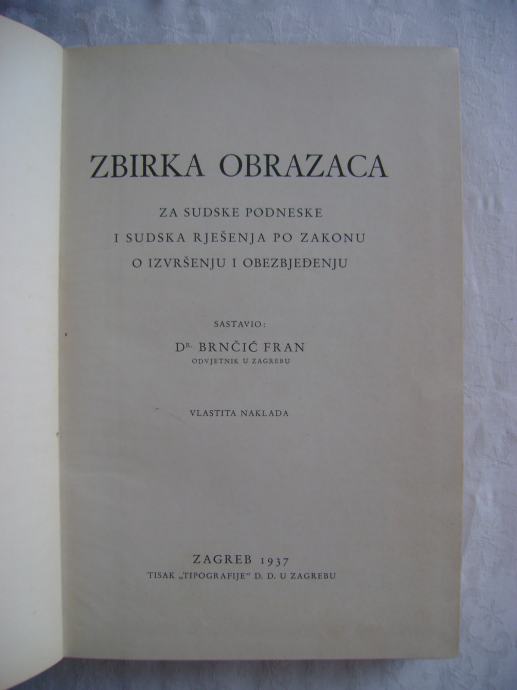 ZBIRKA OBRAZACA
ZA SUDSKE PODNESKE
I SUDSKA RJEŠENJA PO ZAKONU
O IZVRŠENJU I OBEZBJEĐENJU
SASTAVIO:
DR. BRNČIĆ FRAN
ODVJETNIK U ZAGREBU
VLASTITA NAKLADA
ZAGREB 1937
TISAK „TIPOGRAFIJE" D. D. U ZAGREBU